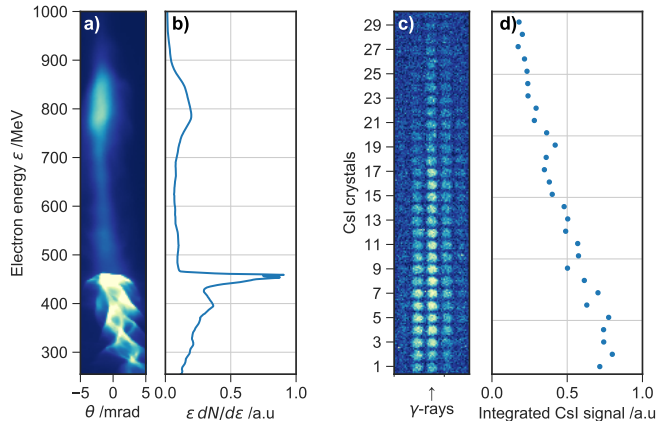 a)
b)
c)
d)
1000
900
800
700
600
500
400
300
Electron energy ε /MeV
−5 0 5
θ /mrad
0.0 0.5 1.0
ε dN/dε /a.u
29
27
25
23
21
19
17
15
13
11
9
7
5
3
1
CsI crystals
↑
γ-rays
0.0 0.5 1.0
Integrated CsI signal /a.u